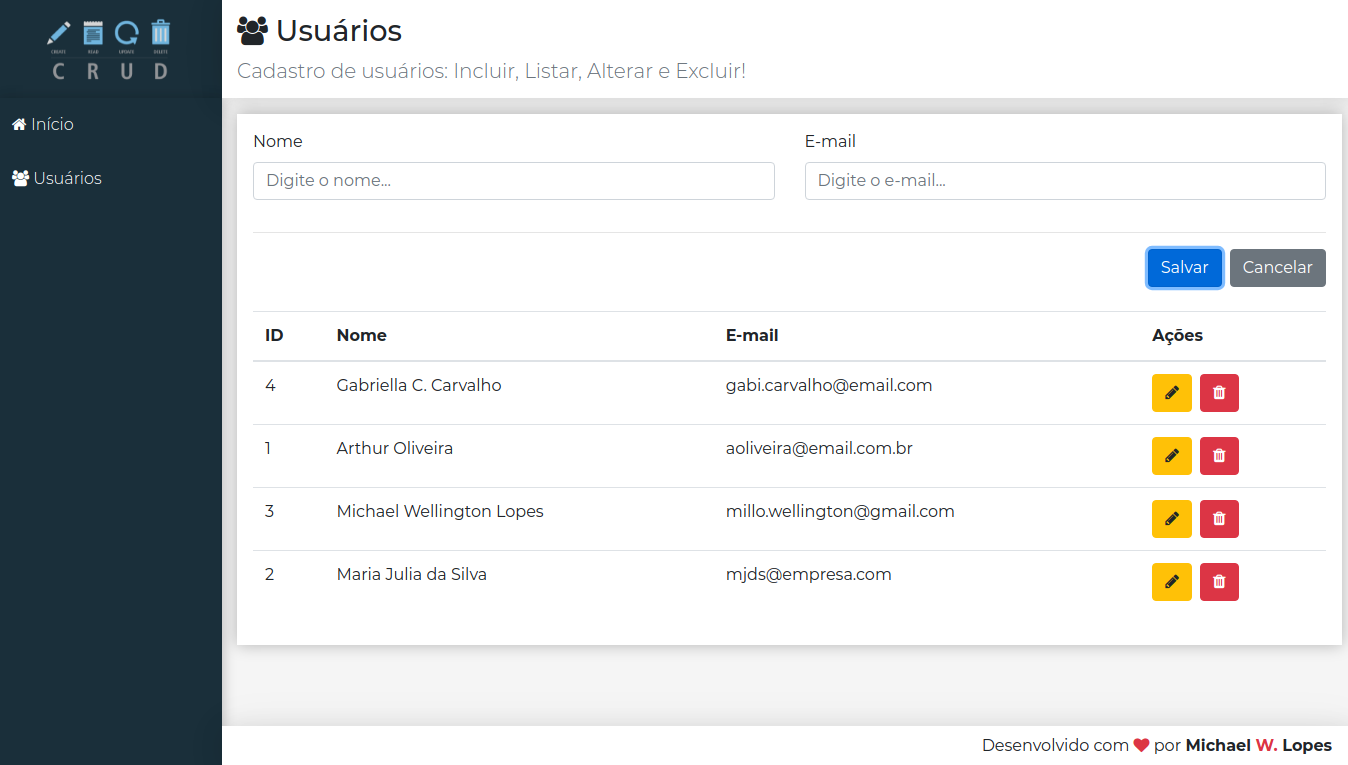 CREATE READ UPDATE DELETE
C R U D
Início
Usuários
Usuários
Cadastro de usuários: Incluir, Listar, Alterar e Excluir!
Nome E-mail
Digite o nome... Digite o e-mail...
Salvar Cancelar
ID Nome E-mail Ações
4 Gabriella C. Carvalho gabi.carvalho@email.com
1 Arthur Oliveira aoliveira@email.com.br
3 Michael Wellington Lopes millo.wellington@gmail.com
2 Maria Julia da Silva mjds@empresa.com
Desenvolvido com por Michael W. Lopes